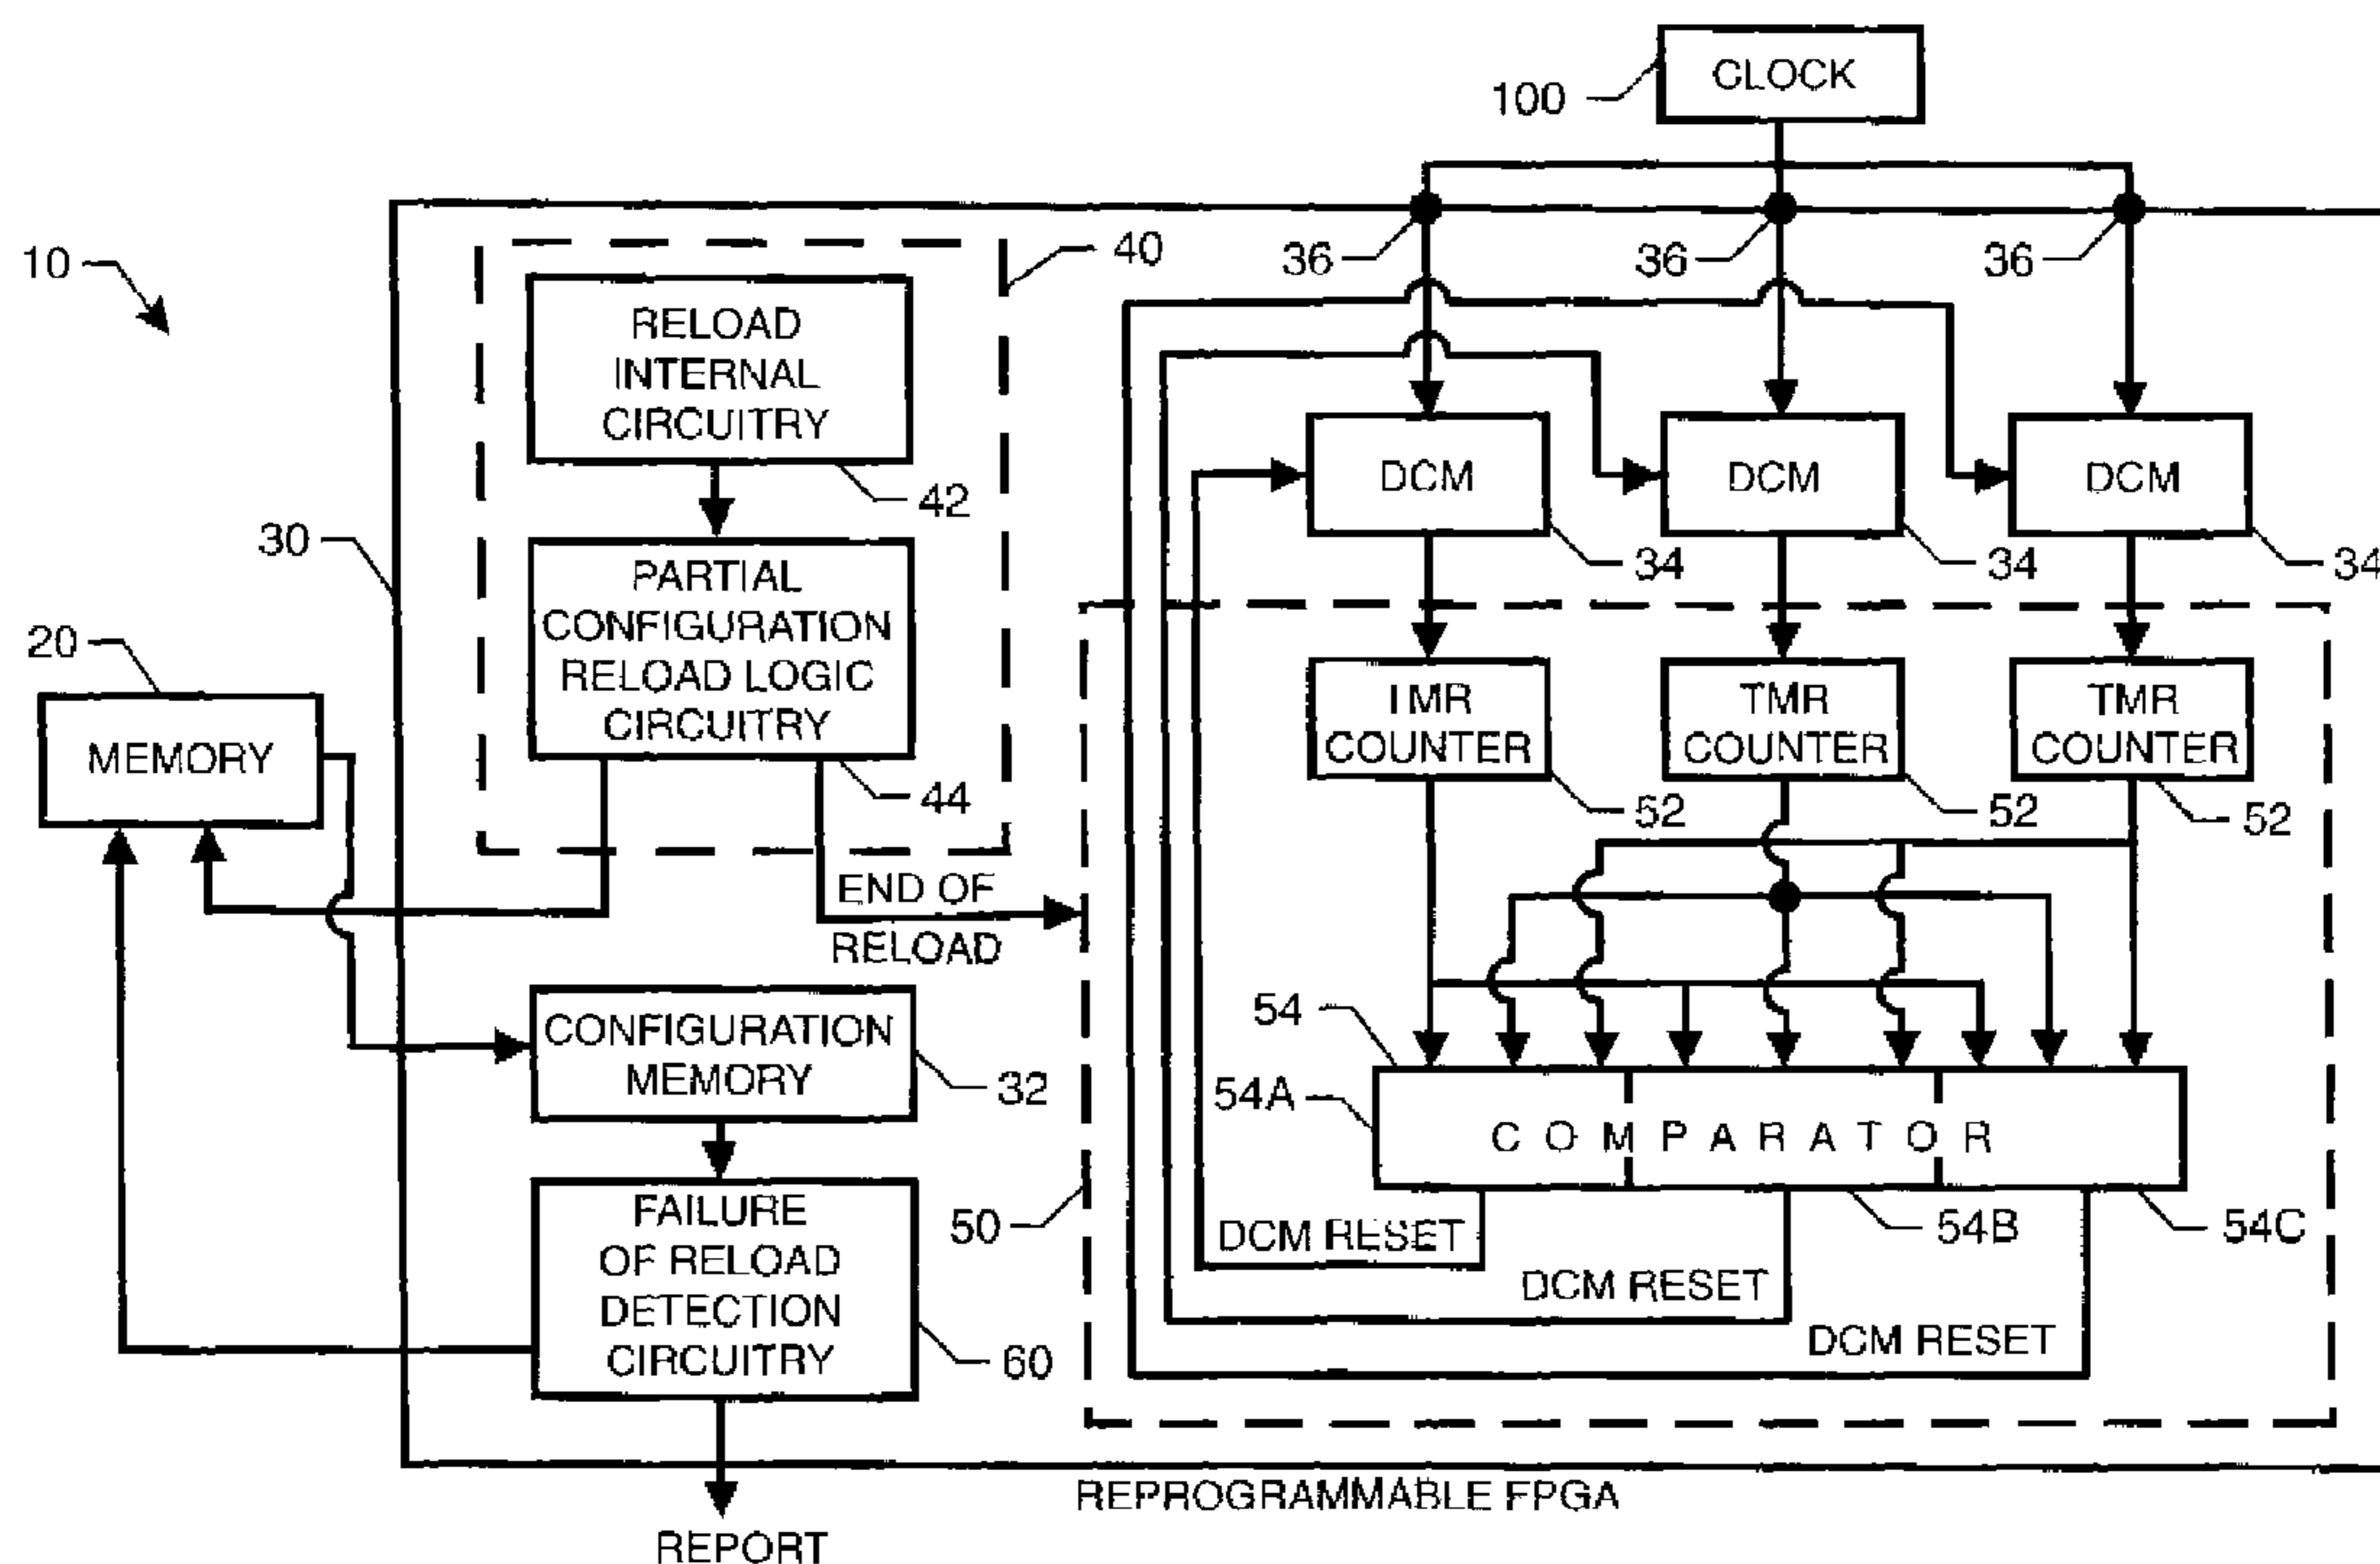 CLOCK
100
10
40
36
36
36
RELOAD
INTERNAL
CIRCUITRY
42
30
DCM
DCM
DCM
34
34
34
PARTIAL
CONFIGURATION
RELOAD LOGIC
CIRCUITRY
44
20
MEMORY
TMR
COUNTER
TMR
COUNTER
TMR
COUNTER
52
52
52
END OF
RELOAD
CONFIGURATION
MEMORY
32
54
54A
COMPARATOR
54B
54C
50
DCM RESET
DCM RESET
DCM RESET
FAILURE
OF RELOAD
DETECTION
CIRCUITRY
60
REPROGRAMMABLE FPGA
REPORT